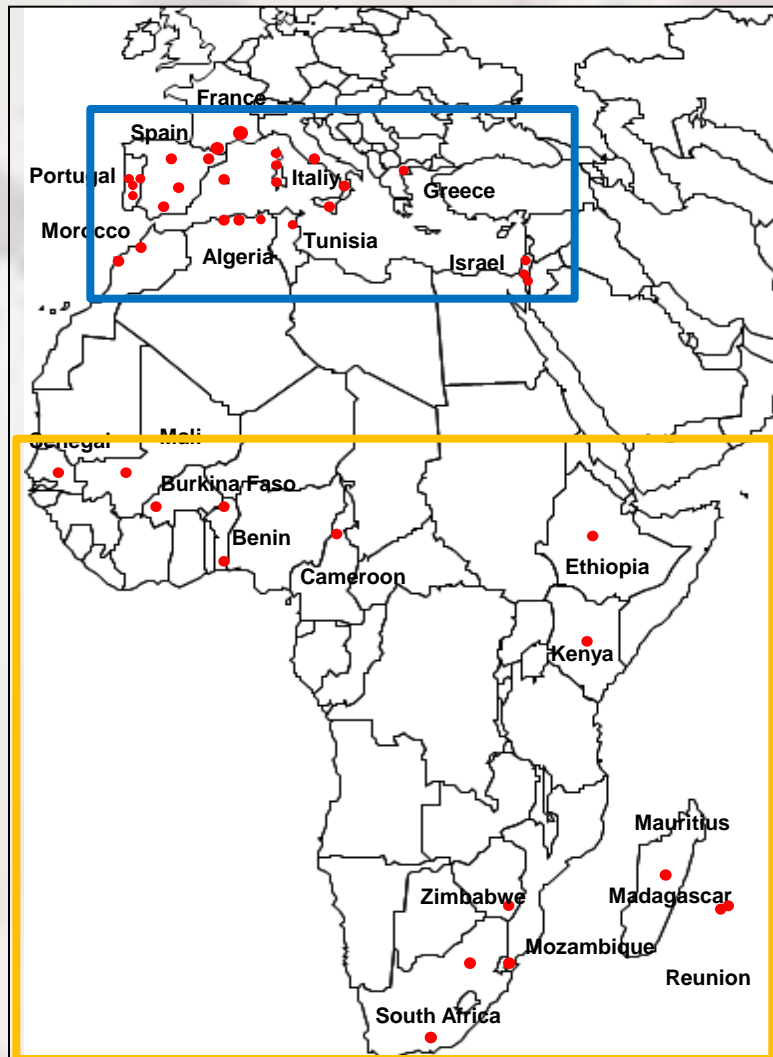 France
Spain
Portugal
Italiy
Greece
Morocco
Algeria
Tunisia
Israel
Senegal
Mali
Burkina Faso
Benin
Cameroon
Ethiopia
Kenya
Mauritius
Zimbabwe
Madagascar
Mozambique
Reunion
South Africa